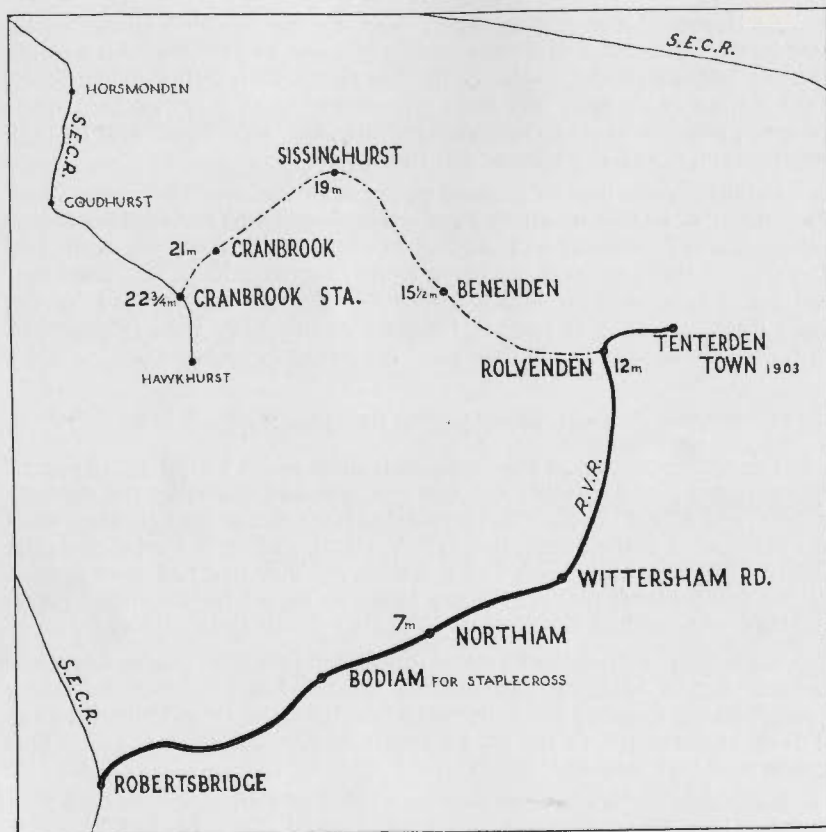 S.E.C.R.
HORSMONDEN
S.E.C.R.
SISSINGHURST
19m
GOUDHURST
21m CRANBROOK
22¾m CRANBROOK STA.
15½m BENENDEN
TENTERDEN
TOWN 1903
ROLVENDEN 12m
HAWKHURST
R.V.R.
WITTERSHAM RD.
7m
NORTHIAM
BODIAM FOR STAPLECROSS
S.E.C.R.
ROBERTSBRIDGE